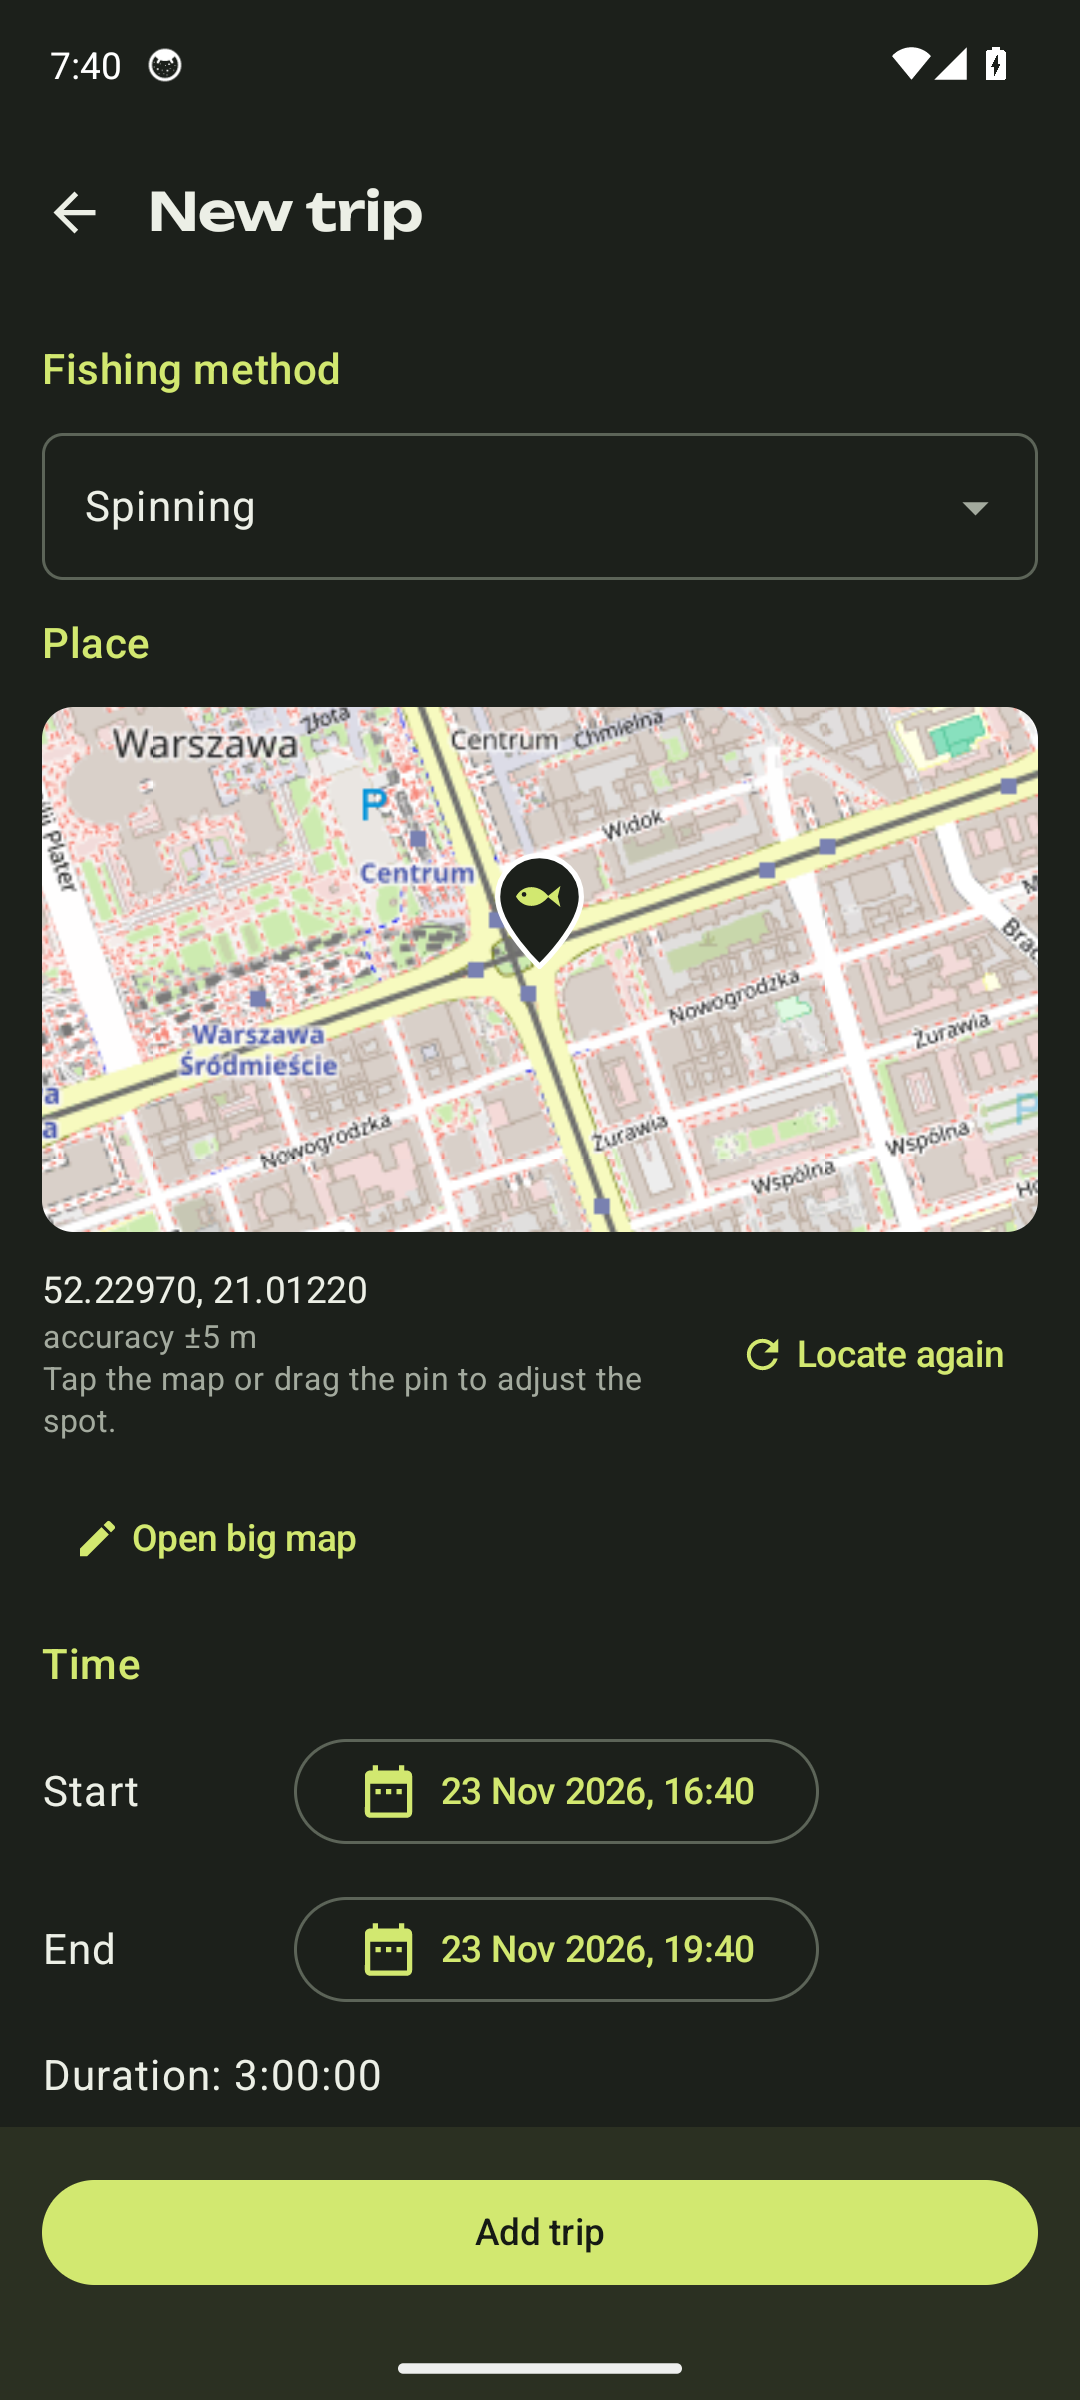 7:40
New trip
Fishing method
Spinning
Place
Warszawa
Złota
Centrum
Chmielna
P
Widok
Plater
Centrum
Nowogrodzka
Żurawia
Warszawa
Śródmieście
a
a
P
Nowogrodzka
Żurawia
Wspólna
Wspólna
52.22970, 21.01220
accuracy ±5 m
Locate again
Tap the map or drag the pin to adjust the
spot.
Open big map
Time
Start
23 Nov 2026, 16:40
End
23 Nov 2026, 19:40
Duration: 3:00:00
Add trip